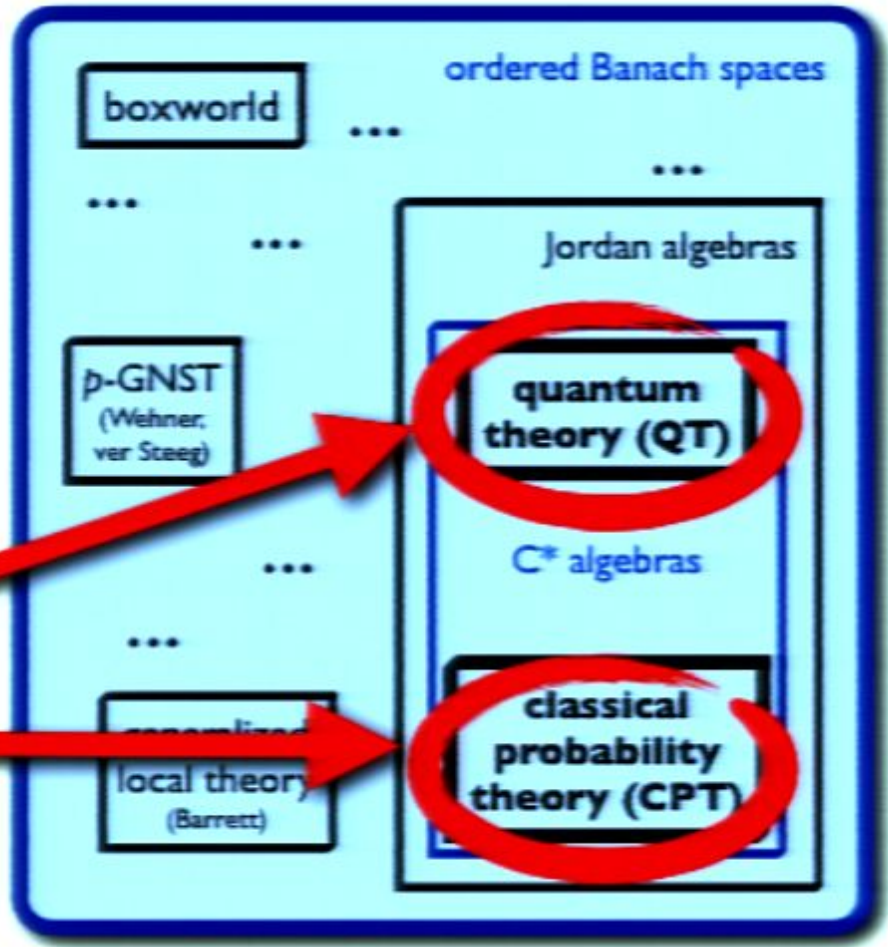 ordered Banach spaces
boxworld
...
...
...
...
Jordan algebras
p-GNST
(Wehner,
ver Steeg)
quantum
theory (QT)
...
C* algebras
...
generalized
local theory
(Barrett)
classical
probability
theory (CPT)